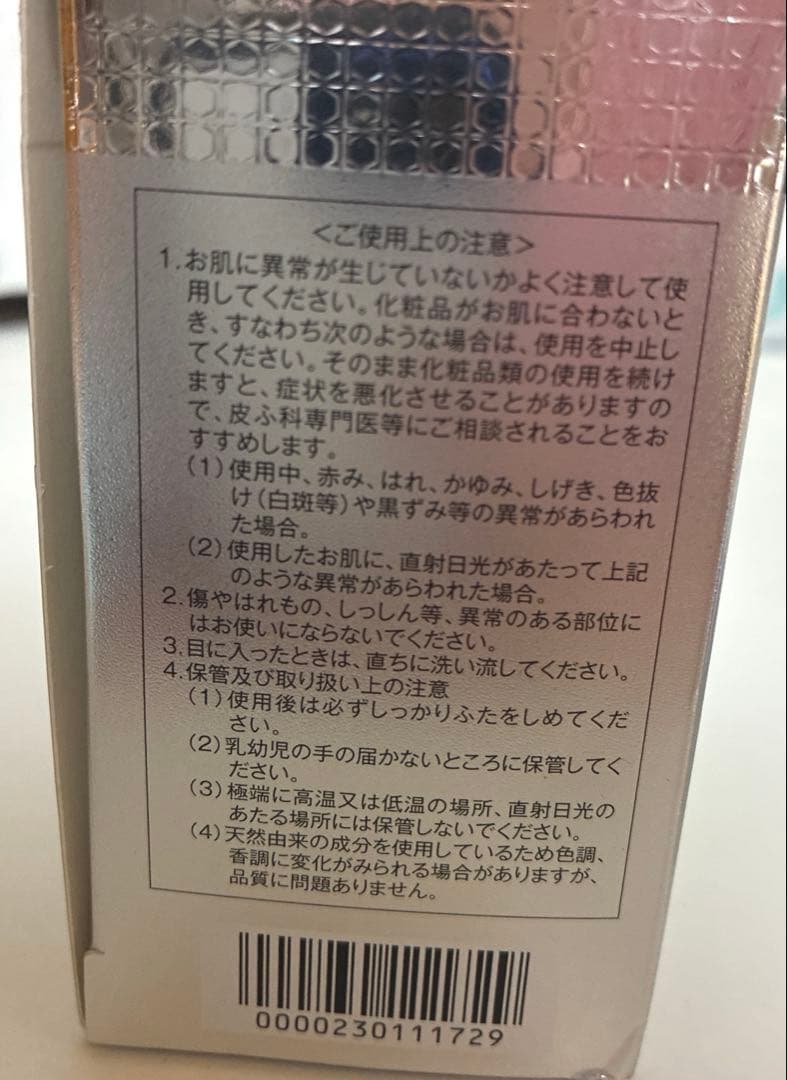 ＜ご使用上の注意＞
1.お肌に異常が生じていないかよく注意して使
用してください。化粧品がお肌に合わないと
き、すなわち次のような場合は、使用を中止し
てください。そのまま化粧品類の使用を続け
ますと、症状を悪化させることがありますの
で、皮ふ科専門医等にご相談されることをお
すすめします。
(1)使用中、赤み、はれ、かゆみ、しげき、色抜
け(白斑等)や黒ずみ等の異常があらわれ
た場合。
(2)使用したお肌に、直射日光があたって上記
のような異常があらわれた場合。
2.傷やはれもの、しっしん等、異常のある部位に
はお使いにならないでください。
3.目に入ったときは、直ちに洗い流してください。
4.保管及び取り扱い上の注意
(1)使用後は必ずしっかりふたをしめてくだ
さい。
(2)乳幼児の手の届かないところに保管してく
ださい。
(3)極端に高温又は低温の場所、直射日光の
あたる場所には保管しないでください。
(4)天然由来の成分を使用しているため色調、
香調に変化がみられる場合がありますが、
品質に問題ありません。
0000230111729